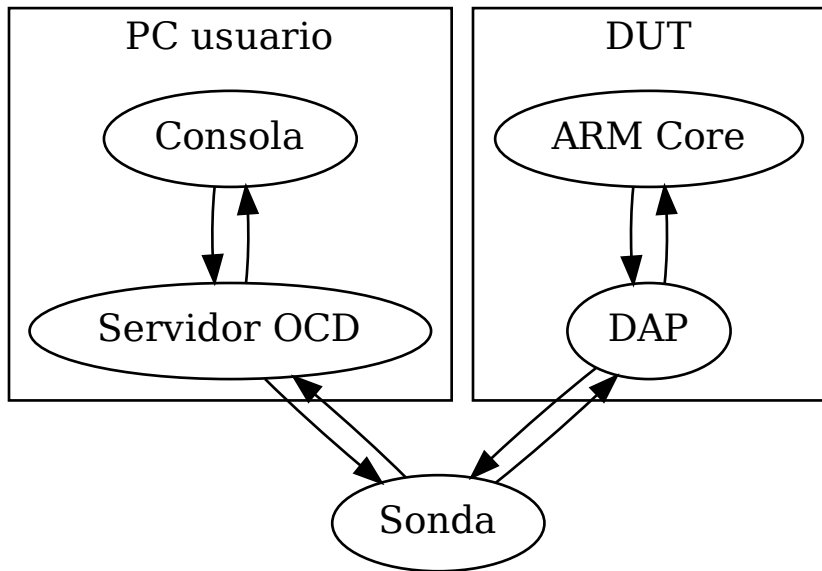 PC usuario
DUT
Consola
ARM Core
Servidor OCD
DAP
Sonda